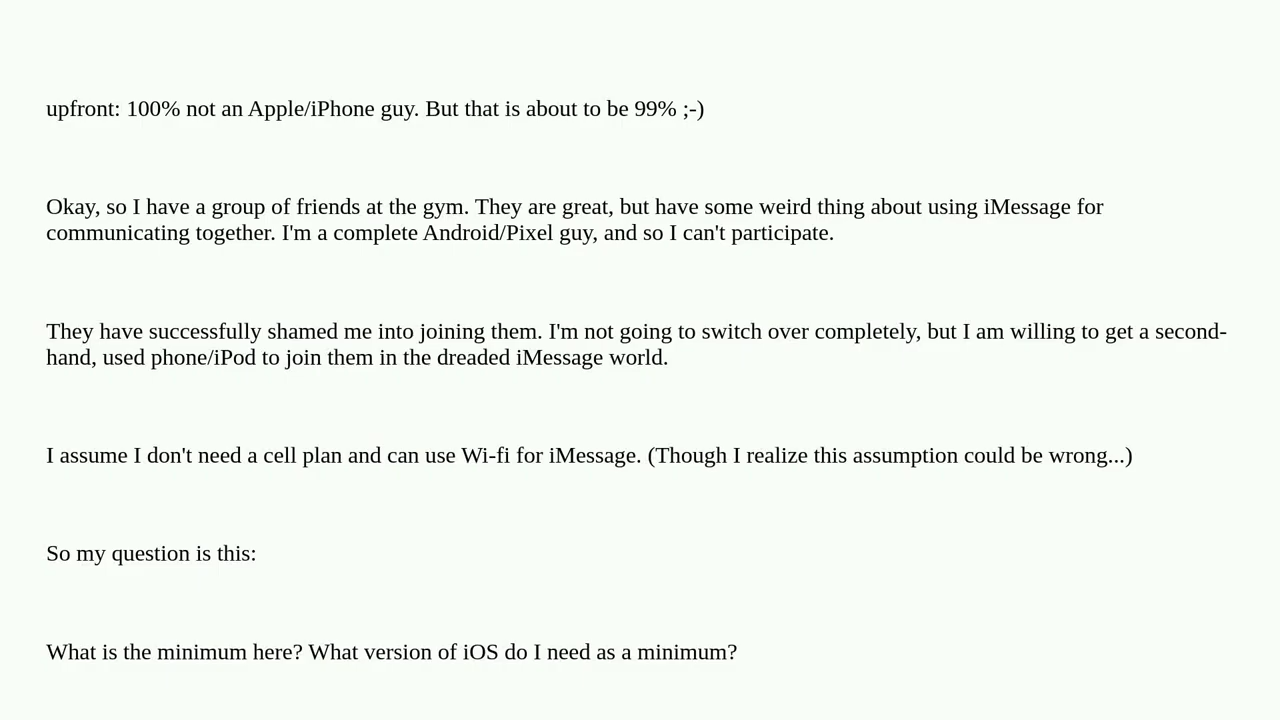 upfront: 100% not an Apple/iPhone guy. But that is about to be 99% ;-)
Okay, so I have a group of friends at the gym. They are great, but have some weird thing about using iMessage for
communicating together. I'm a complete Android/Pixel guy, and so I can't participate.
They have successfully shamed me into joining them. I'm not going to switch over completely, but I am willing to get a second-
hand, used phone/iPod to join them in the dreaded iMessage world.
I assume I don't need a cell plan and can use Wi-fi for iMessage. (Though I realize this assumption could be wrong...)
So my question is this:
What is the minimum here? What version of iOS do I need as a minimum?